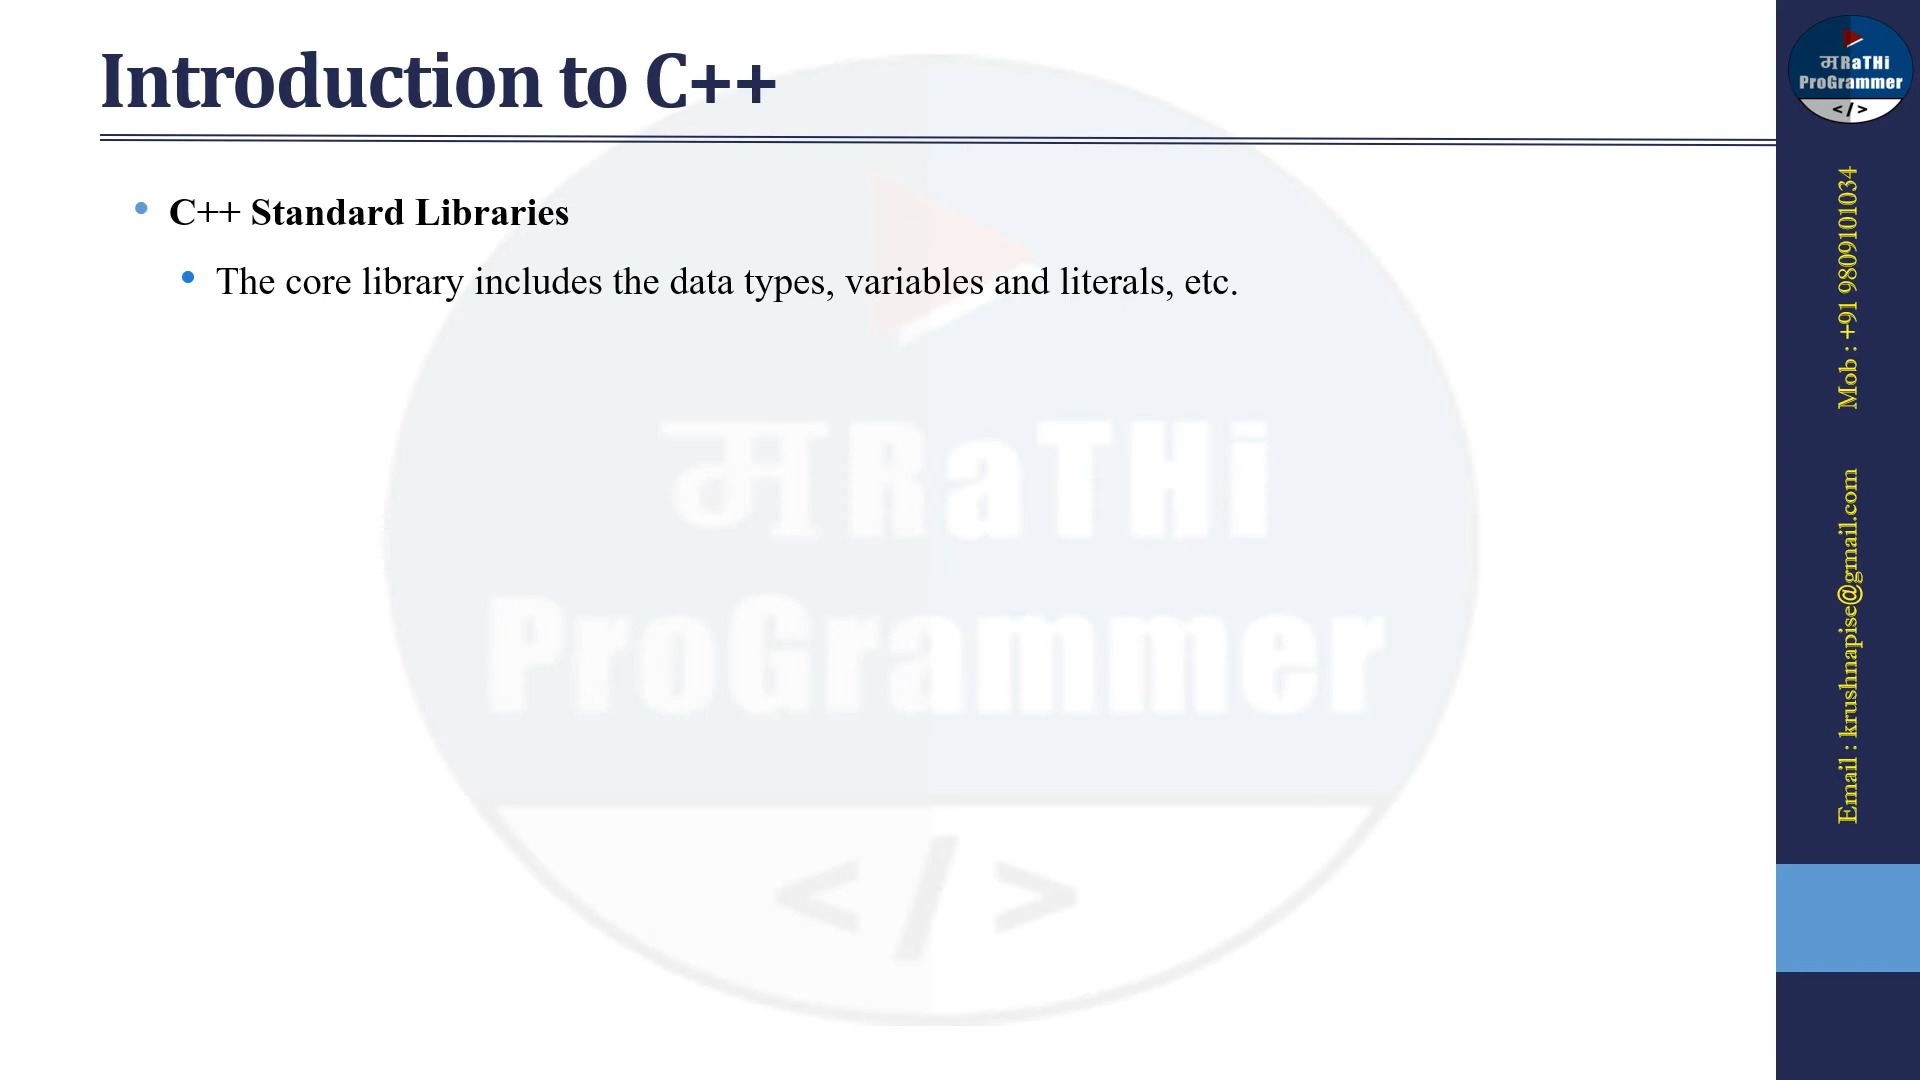 Introduction to C++
C++ Standard Libraries
The core library includes the data types, variables and literals, etc.
मRaTHi
ProGrammer
</>
मRaTHi
ProGrammer
</>
Mob : +91 9809101034
Email : krushnapise@gmail.com